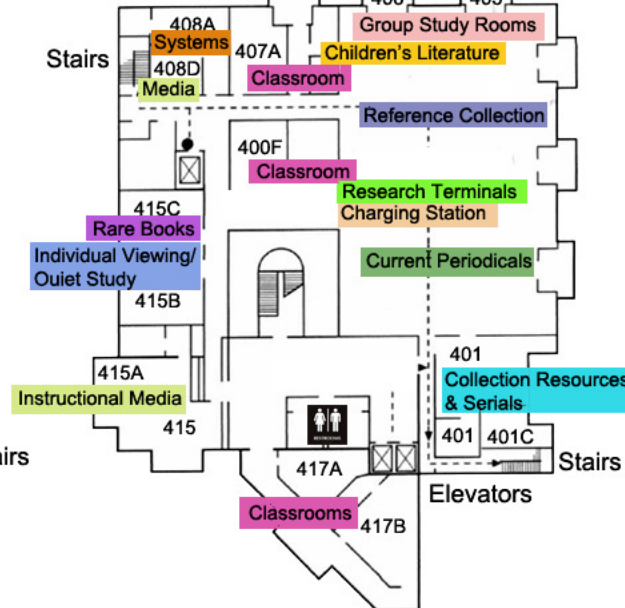 408A
Group Study Rooms
Systems
407A
Children's Literature
Stairs
408D
Classroom
Media
Reference Collection
400F
Classroom
Research Terminals
415C
Charging Station
Rare Books
Individual Viewing/
Ouiet Study
Current Periodicals
415B
401
415A
Collection Resources
& Serials
Instructional Media
415
401
401C
RESTROOMS
417A
Stairs
Elevators
Classrooms
417B